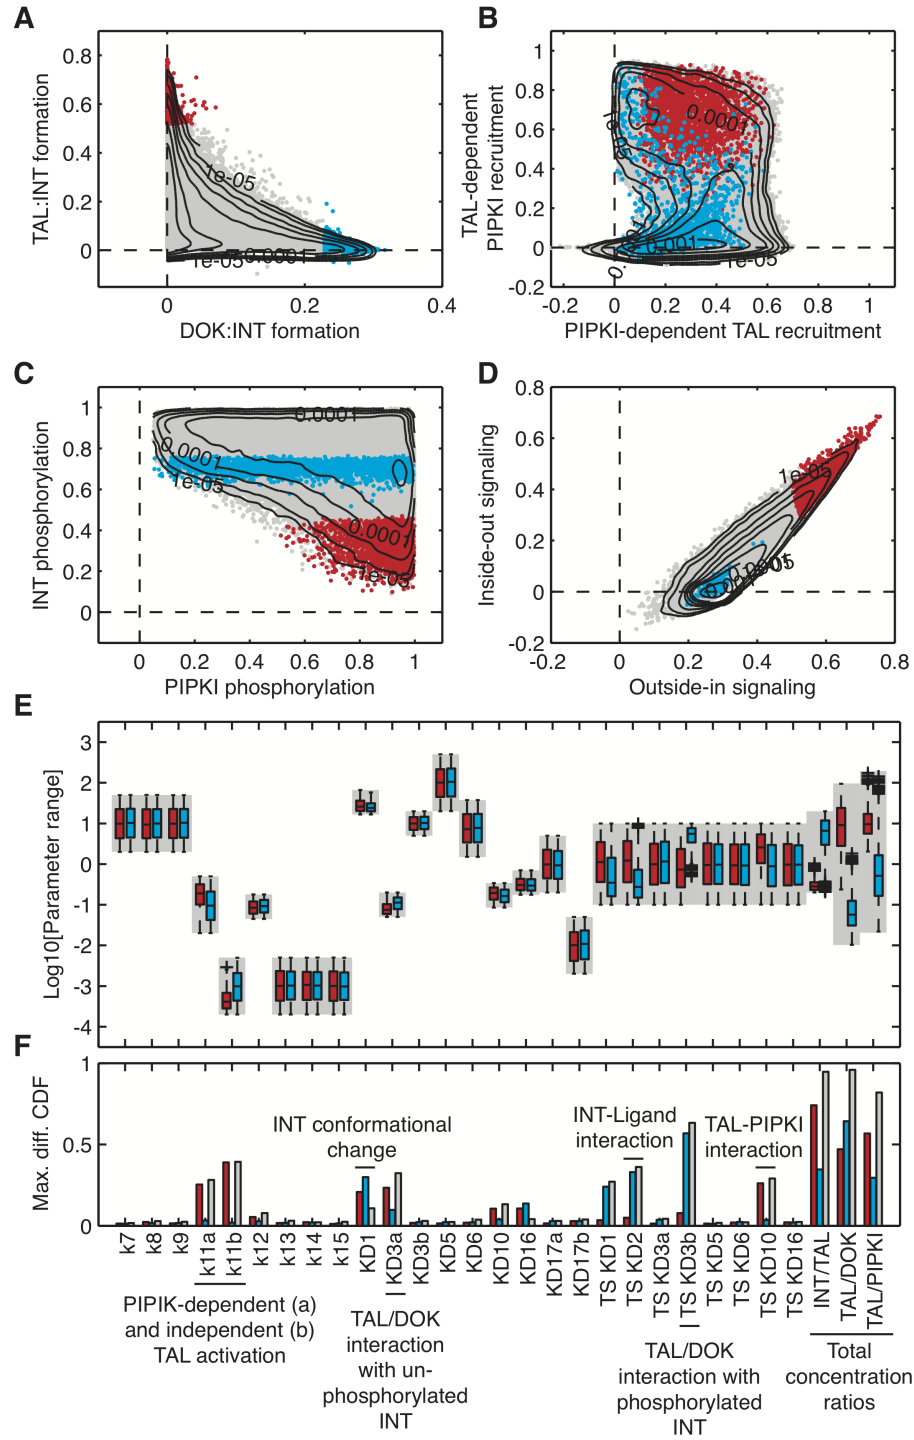 A
0.8
0.6
0.4
0.2
0
0
0.2
0.4
TAL:INT formation
DOK:INT formation
1e-05
1e-05
0.0001
B
1
0.8
0.6
0.4
0.2
0
-0.2
-0.2
0
0.2
0.4
0.6
0.8
1
TAL-dependent
PIPKI recruitment
PIPKI-dependent TAL recruitment
0.0001
0.001
1e-05
C
1
0.8
0.6
0.4
0.2
0
0
0.2
0.4
0.6
0.8
1
INT phosphorylation
PIPKI phosphorylation
0.0001
0.0001
1e-05
0.0001
1e-05
D
0.8
0.6
0.4
0.2
0
-0.2
-0.2
0
0.2
0.4
0.6
0.8
Inside-out signaling
Outside-in signaling
1e-05
E
3
2
1
0
-1
-2
-3
-4
Log10[Parameter range]
F
1
0.5
0
Max. diff. CDF
INT conformational
change
INT-Ligand
interaction
TAL-PIPKI
interaction
k7
k8
k9
k11a
k11b
k12
k13
k14
k15
KD1
KD3a
KD3b
KD5
KD6
KD10
KD16
KD17a
KD17b
TS KD1
TS KD2
TS KD3a
TS KD3b
TS KD5
TS KD6
TS KD10
TS KD16
INT/TAL
TAL/DOK
TAL/PIPKI
PIPIK-dependent (a)
and independent (b)
TAL activation
TAL/DOK
interaction
with un-
phosphorylated
INT
TAL/DOK
interaction with
phosphorylated
INT
Total
concentration
ratios